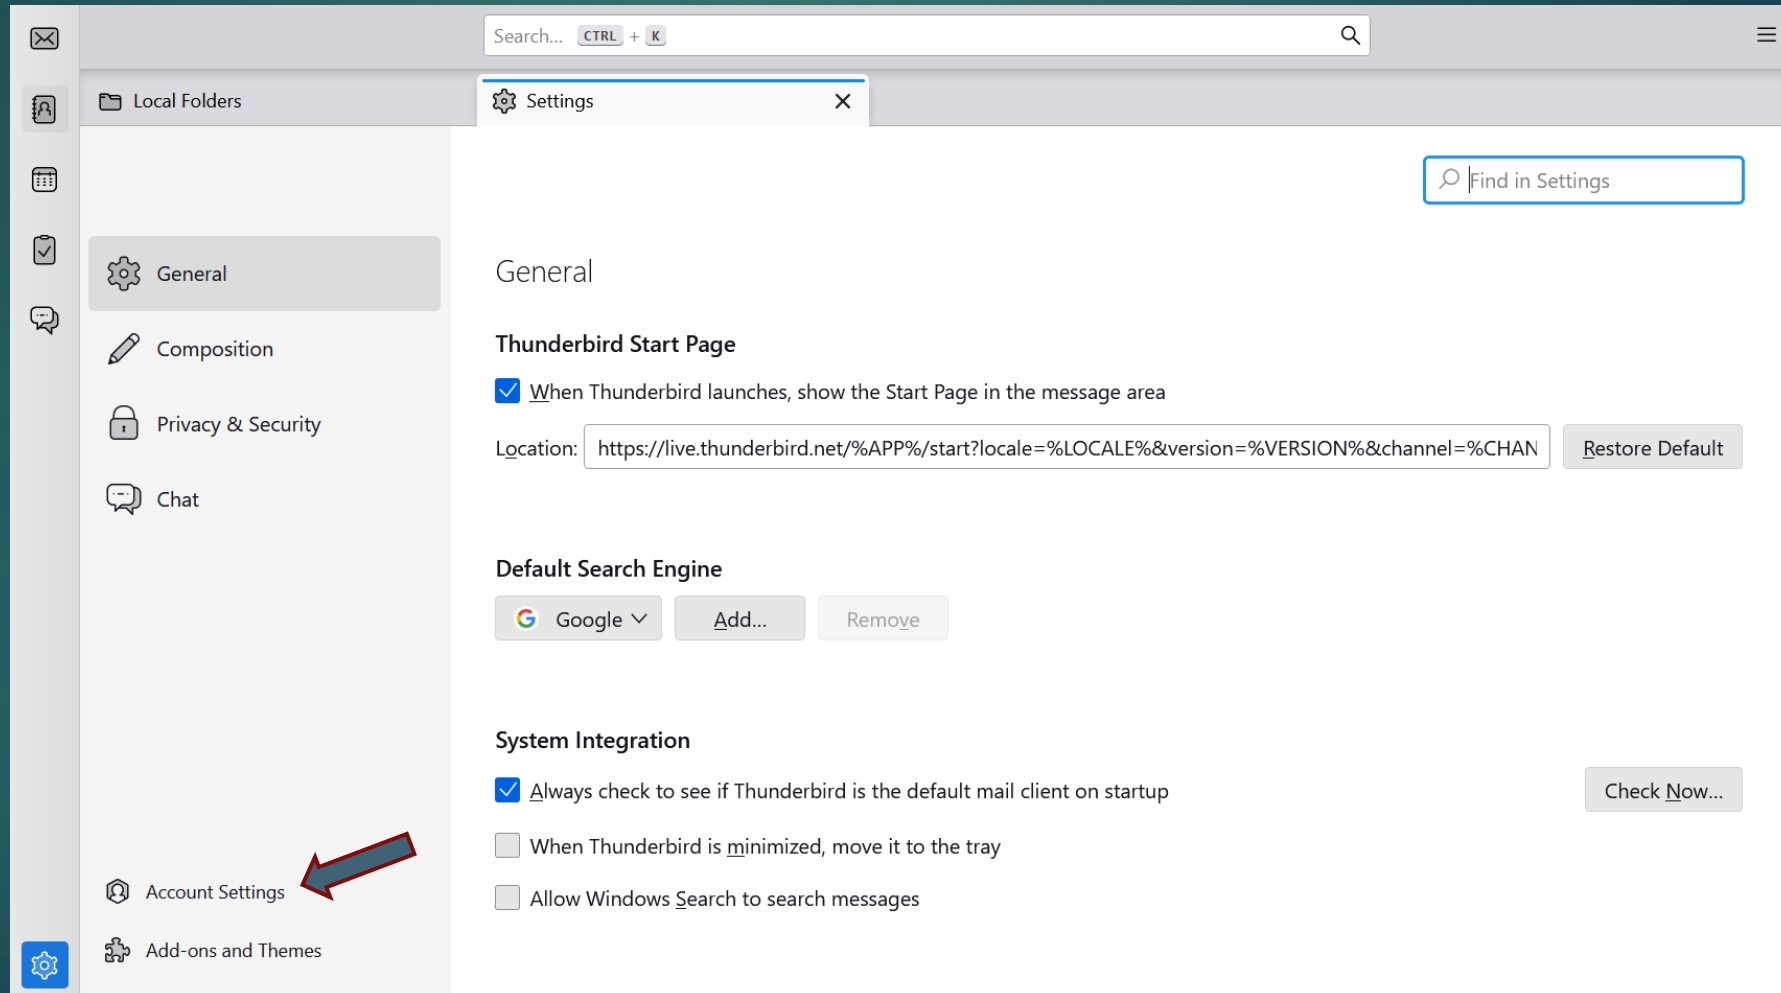 Search... CTRL + K
Local Folders
Settings
Find in Settings
General
Composition
Privacy & Security
Chat
Account Settings
Add-ons and Themes
General
Thunderbird Start Page
When Thunderbird launches, show the Start Page in the message area
Location: https://live.thunderbird.net/%APP%/start?locale=%LOCALE%&version=%VERSION%&channel=%CHAN Restore Default
Default Search Engine
Google Add... Remove
System Integration
Always check to see if Thunderbird is the default mail client on startup Check Now...
When Thunderbird is minimized, move it to the tray
Allow Windows Search to search messages